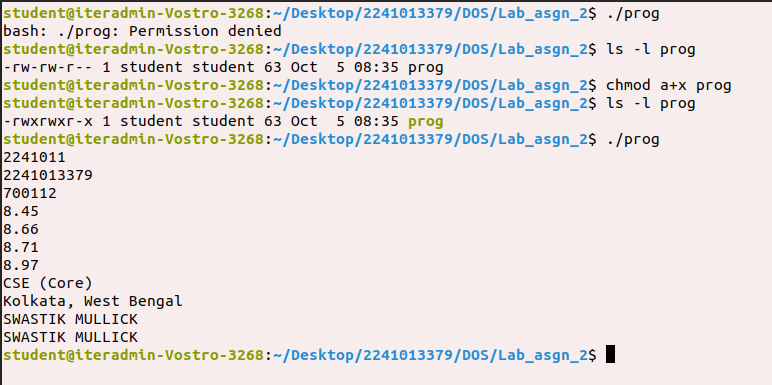 student@iteradmin-Vostro-3268:~/Desktop/2241013379/DOS/Lab_asgn_2$ ./prog
bash: ./prog: Permission denied
student@iteradmin-Vostro-3268:~/Desktop/2241013379/DOS/Lab_asgn_2$ ls -l prog
-rw-rw-r-- 1 student student 63 Oct  5 08:35 prog
student@iteradmin-Vostro-3268:~/Desktop/2241013379/DOS/Lab_asgn_2$ chmod a+x prog
student@iteradmin-Vostro-3268:~/Desktop/2241013379/DOS/Lab_asgn_2$ ls -l prog
-rwxrwxr-x 1 student student 63 Oct  5 08:35 prog
student@iteradmin-Vostro-3268:~/Desktop/2241013379/DOS/Lab_asgn_2$ ./prog
2241011
2241013379
700112
8.45
8.66
8.71
8.97
CSE (Core)
Kolkata, West Bengal
SWASTIK MULLICK
SWASTIK MULLICK
student@iteradmin-Vostro-3268:~/Desktop/2241013379/DOS/Lab_asgn_2$